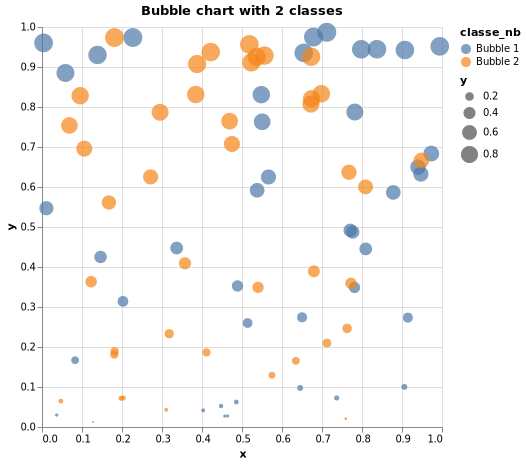 Bubble chart with 2 classes
classe_nb
Bubble 1
Bubble 2
y
0.2
0.4
0.6
0.8
1.0
0.9
0.8
0.7
0.6
0.5
0.4
0.3
0.2
0.1
0.0
y
0.0 0.1 0.2 0.3 0.4 0.5 0.6 0.7 0.8 0.9 1.0
x